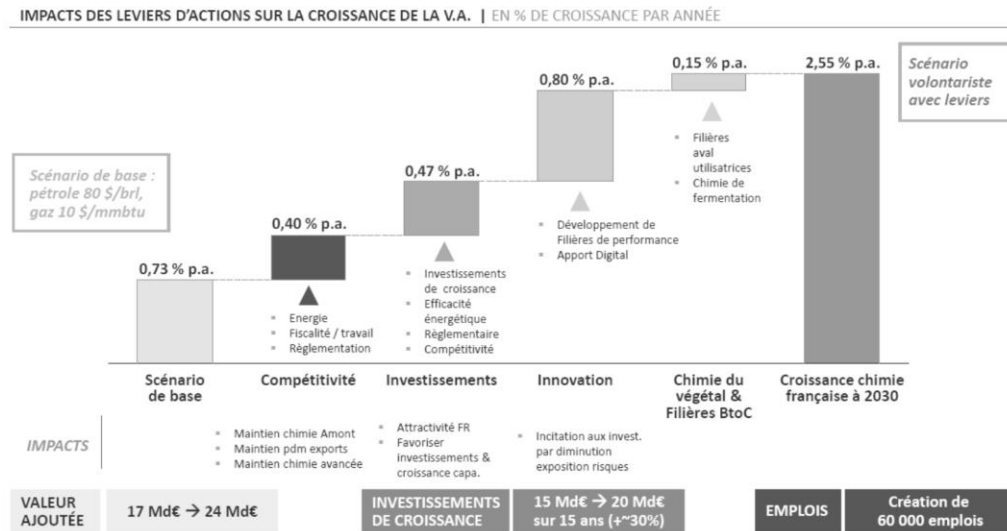 IMPACTS DES LEVIERS D'ACTIONS SUR LA CROISSANCE DE LA V.A. | EN % DE CROISSANCE PAR ANNÉE
Scénario de base :
pétrole 80 $/brl,
gaz 10 $/mmbtu
Scénario
volontariste
avec leviers
0,73 % p.a.
0,40 % p.a.
0,47 % p.a.
0,80 % p.a.
0,15 % p.a.
2,55 % p.a.
▪ Energie
▪ Fiscalité / travail
▪ Règlementation
▪ Investissements
de croissance
▪ Efficacité
énergétique
▪ Règlementaire
▪ Compétitivité
▪ Développement de
Filières de performance
▪ Apport Digital
▪ Filières
aval
utilisatrices
▪ Chimie de
fermentation
Scénario
de base
Compétitivité
Investissements
Innovation
Chimie du
végétal &
Filières BtoC
Croissance chimie
française à 2030
IMPACTS
▪ Maintien chimie Amont
▪ Maintien pdm exports
▪ Maintien chimie avancée
▪ Attractivité FR
▪ Favoriser
investissements &
croissance capa.
▪ Incitation aux invest.
par diminution
exposition risques
VALEUR
AJOUTÉE
17 Md€ → 24 Md€
INVESTISSEMENTS
DE CROISSANCE
15 Md€ → 20 Md€
sur 15 ans (+~30%)
EMPLOIS
Création de
60 000 emplois